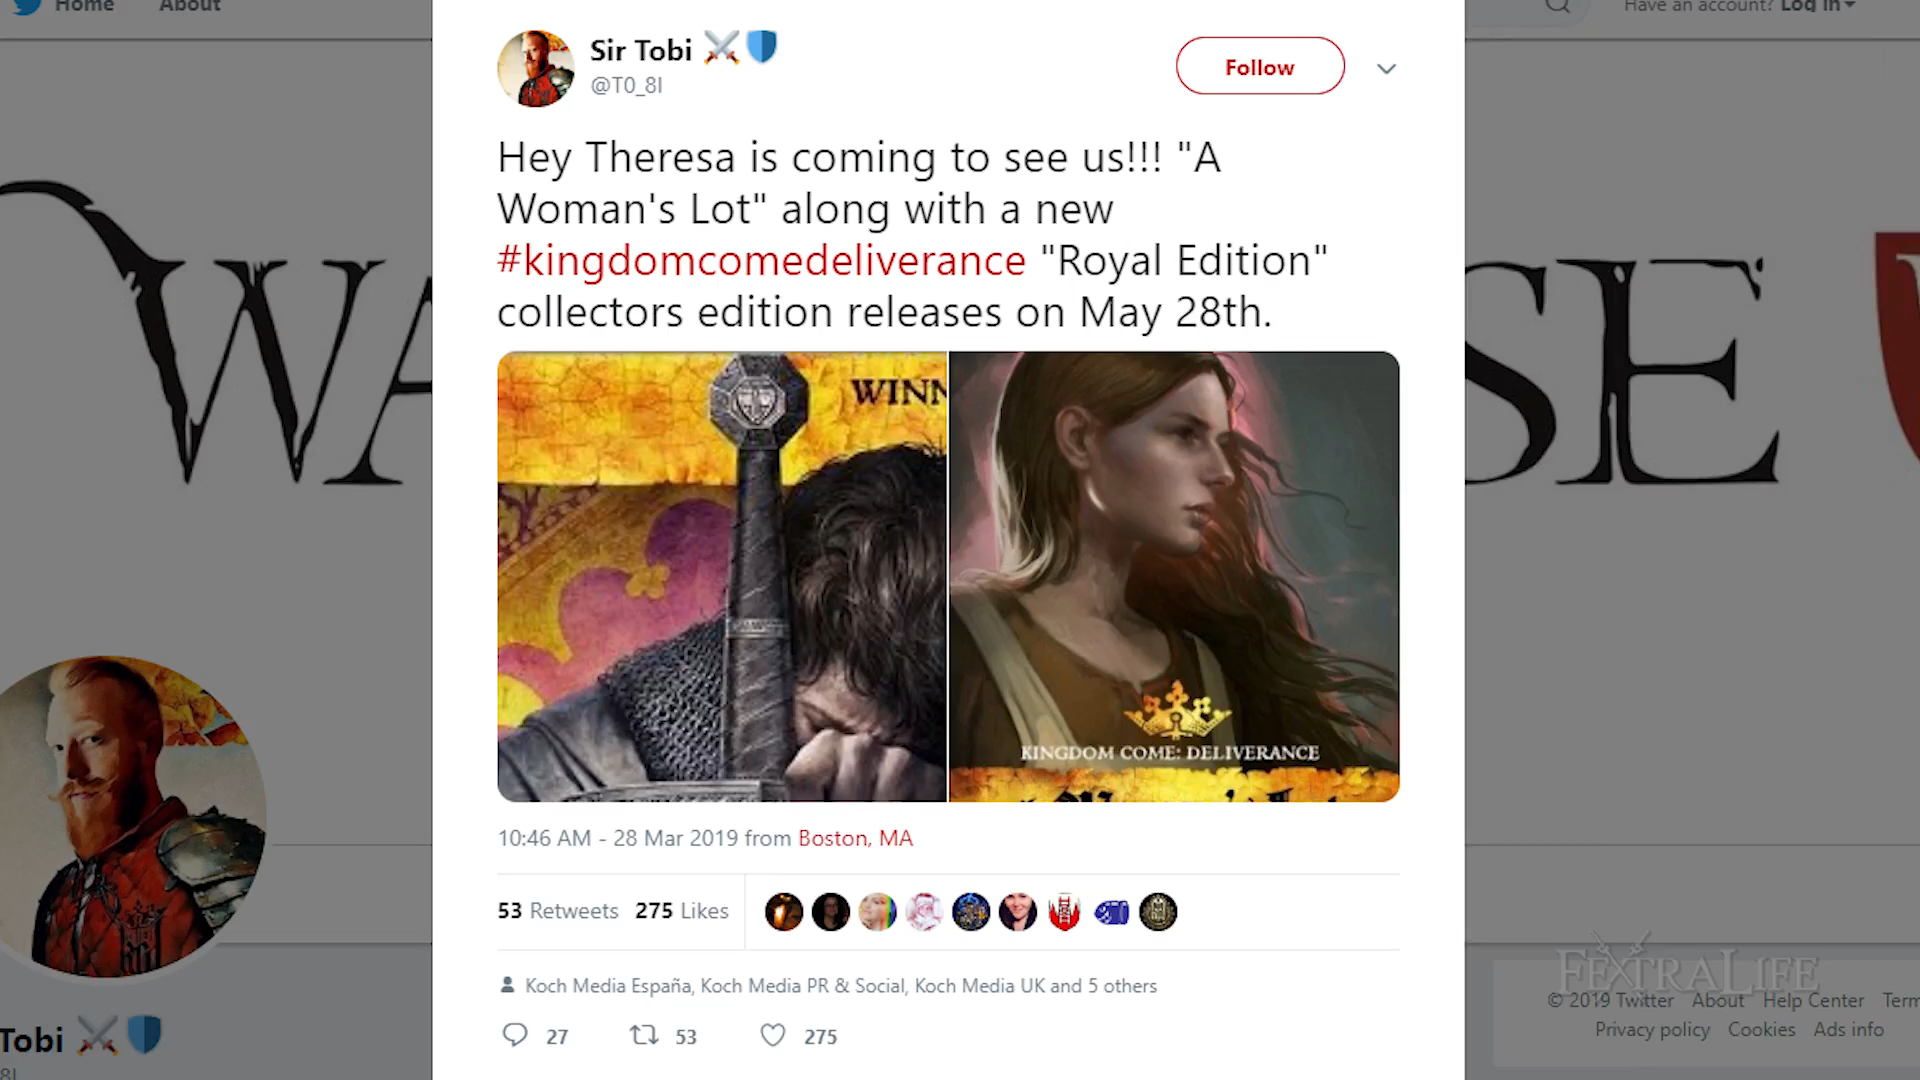 Home
About
Have an account? Log in
Sir Tobi
@T0_8I
Follow
Hey Theresa is coming to see us!!! "A
Woman's Lot" along with a new
#kingdomcomedeliverance "Royal Edition"
collectors edition releases on May 28th.
WA
SE
WINN
KINGDOM COME: DELIVERANCE
10:46 AM - 28 Mar 2019 from Boston, MA
53 Retweets 275 Likes
Koch Media España, Koch Media PR & Social, Koch Media UK and 5 others
27 53 275
Tobi
8I
FEXTRALIFE
© 2019 Twitter About Help Center Term
Privacy policy Cookies Ads info